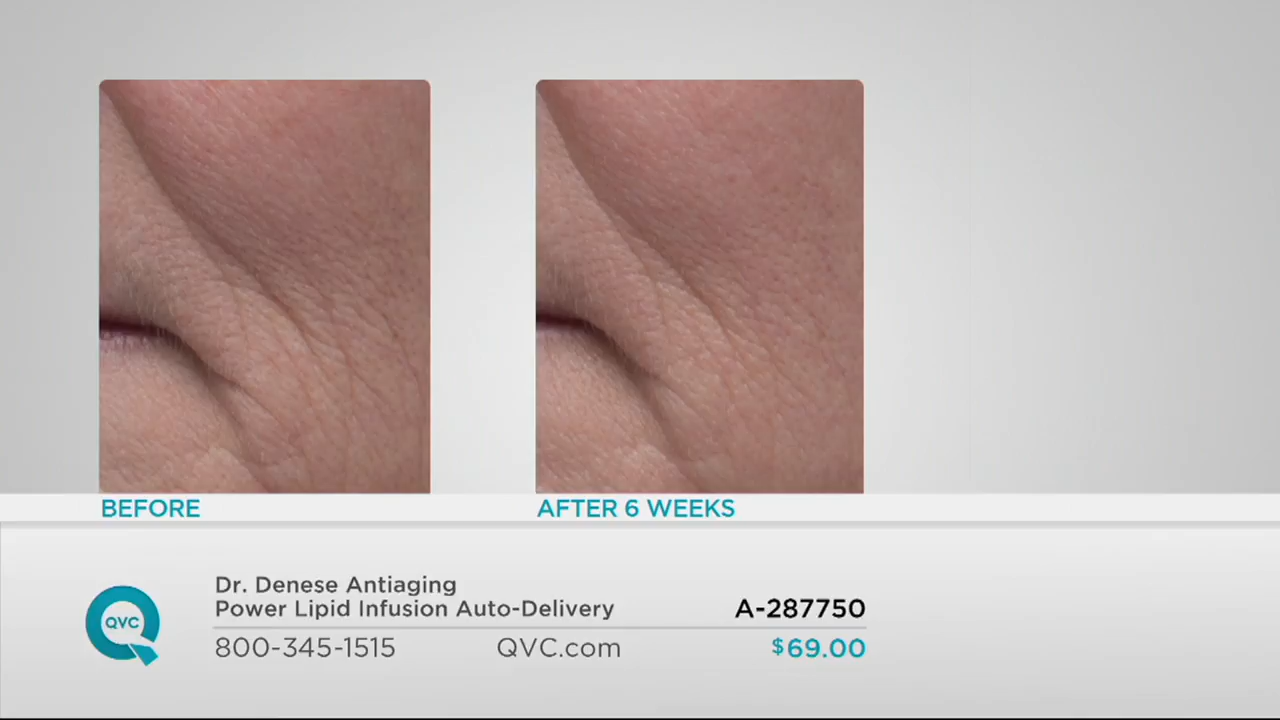 BEFORE
AFTER 6 WEEKS
Dr. Denese Antiaging
Power Lipid Infusion Auto-Delivery
A-287750
QVC
800-345-1515
QVC.com
$69.00